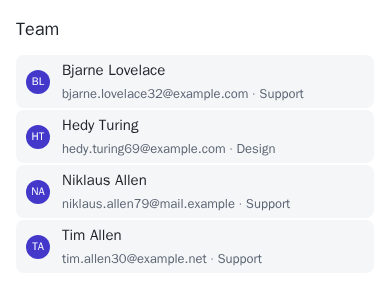 Team
BL
Bjarne Lovelace
bjarne.lovelace32@example.com · Support
HT
Hedy Turing
hedy.turing69@example.com · Design
NA
Niklaus Allen
niklaus.allen79@mail.example · Support
TA
Tim Allen
tim.allen30@example.net · Support